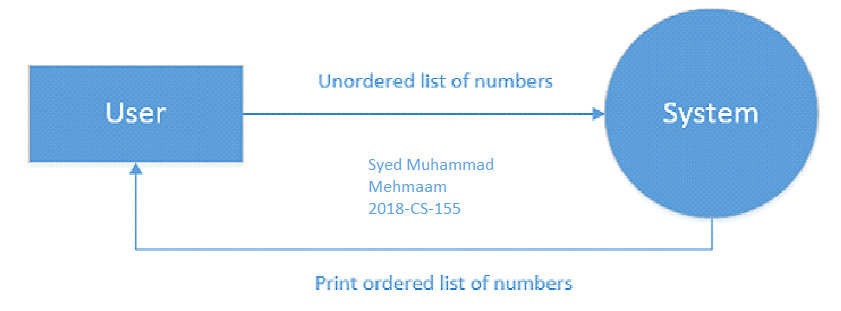 Unordered list of numbers
User
System
Syed Muhammad
Mehmaam
2018-CS-155
Print ordered list of numbers